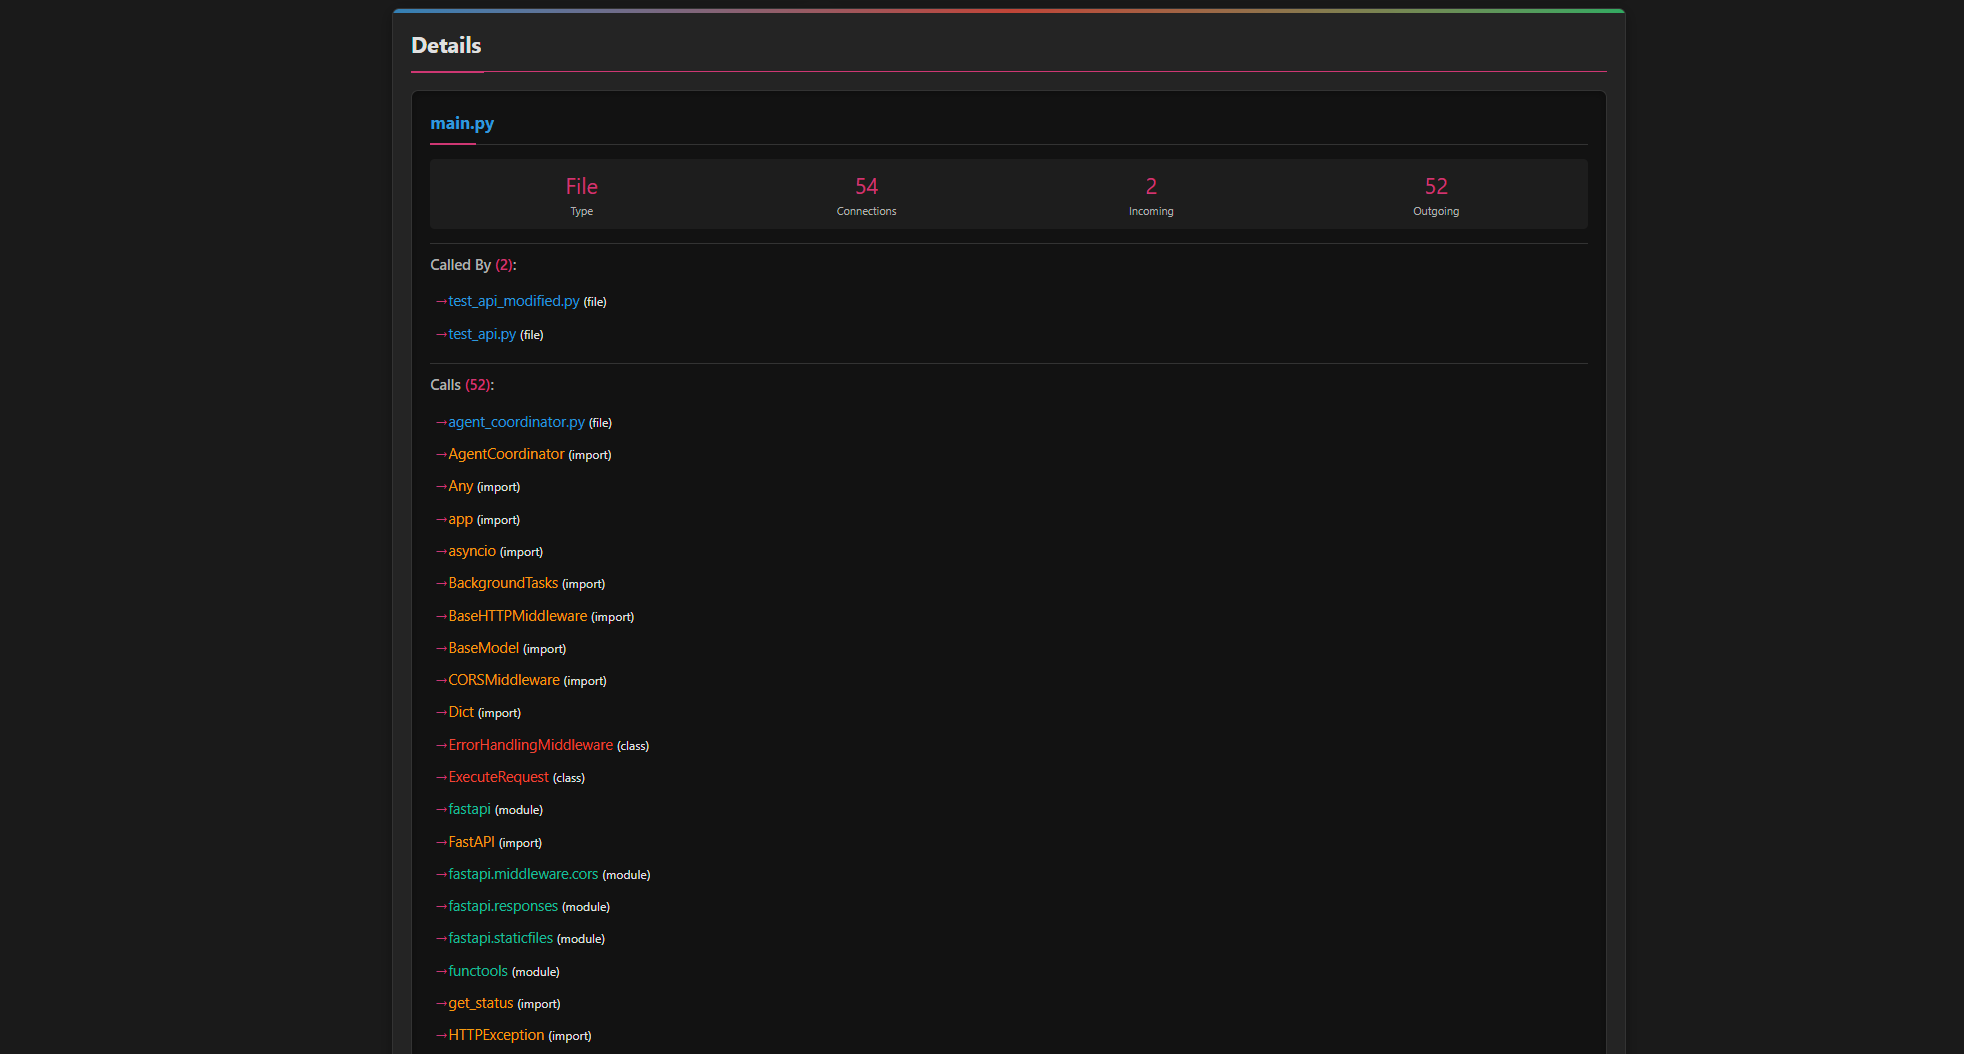 Details
main.py
File 54 2 52
Type Connections Incoming Outgoing
Called By (2):
→test_api_modified.py (file)
→test_api.py (file)
Calls (52):
→agent_coordinator.py (file)
→AgentCoordinator (import)
→Any (import)
→app (import)
→asyncio (import)
→BackgroundTasks (import)
→BaseHTTPMiddleware (import)
→BaseModel (import)
→CORSMiddleware (import)
→Dict (import)
→ErrorHandlingMiddleware (class)
→ExecuteRequest (class)
→fastapi (module)
→FastAPI (import)
→fastapi.middleware.cors (module)
→fastapi.responses (module)
→fastapi.staticfiles (module)
→functools (module)
→get_status (import)
→HTTPException (import)